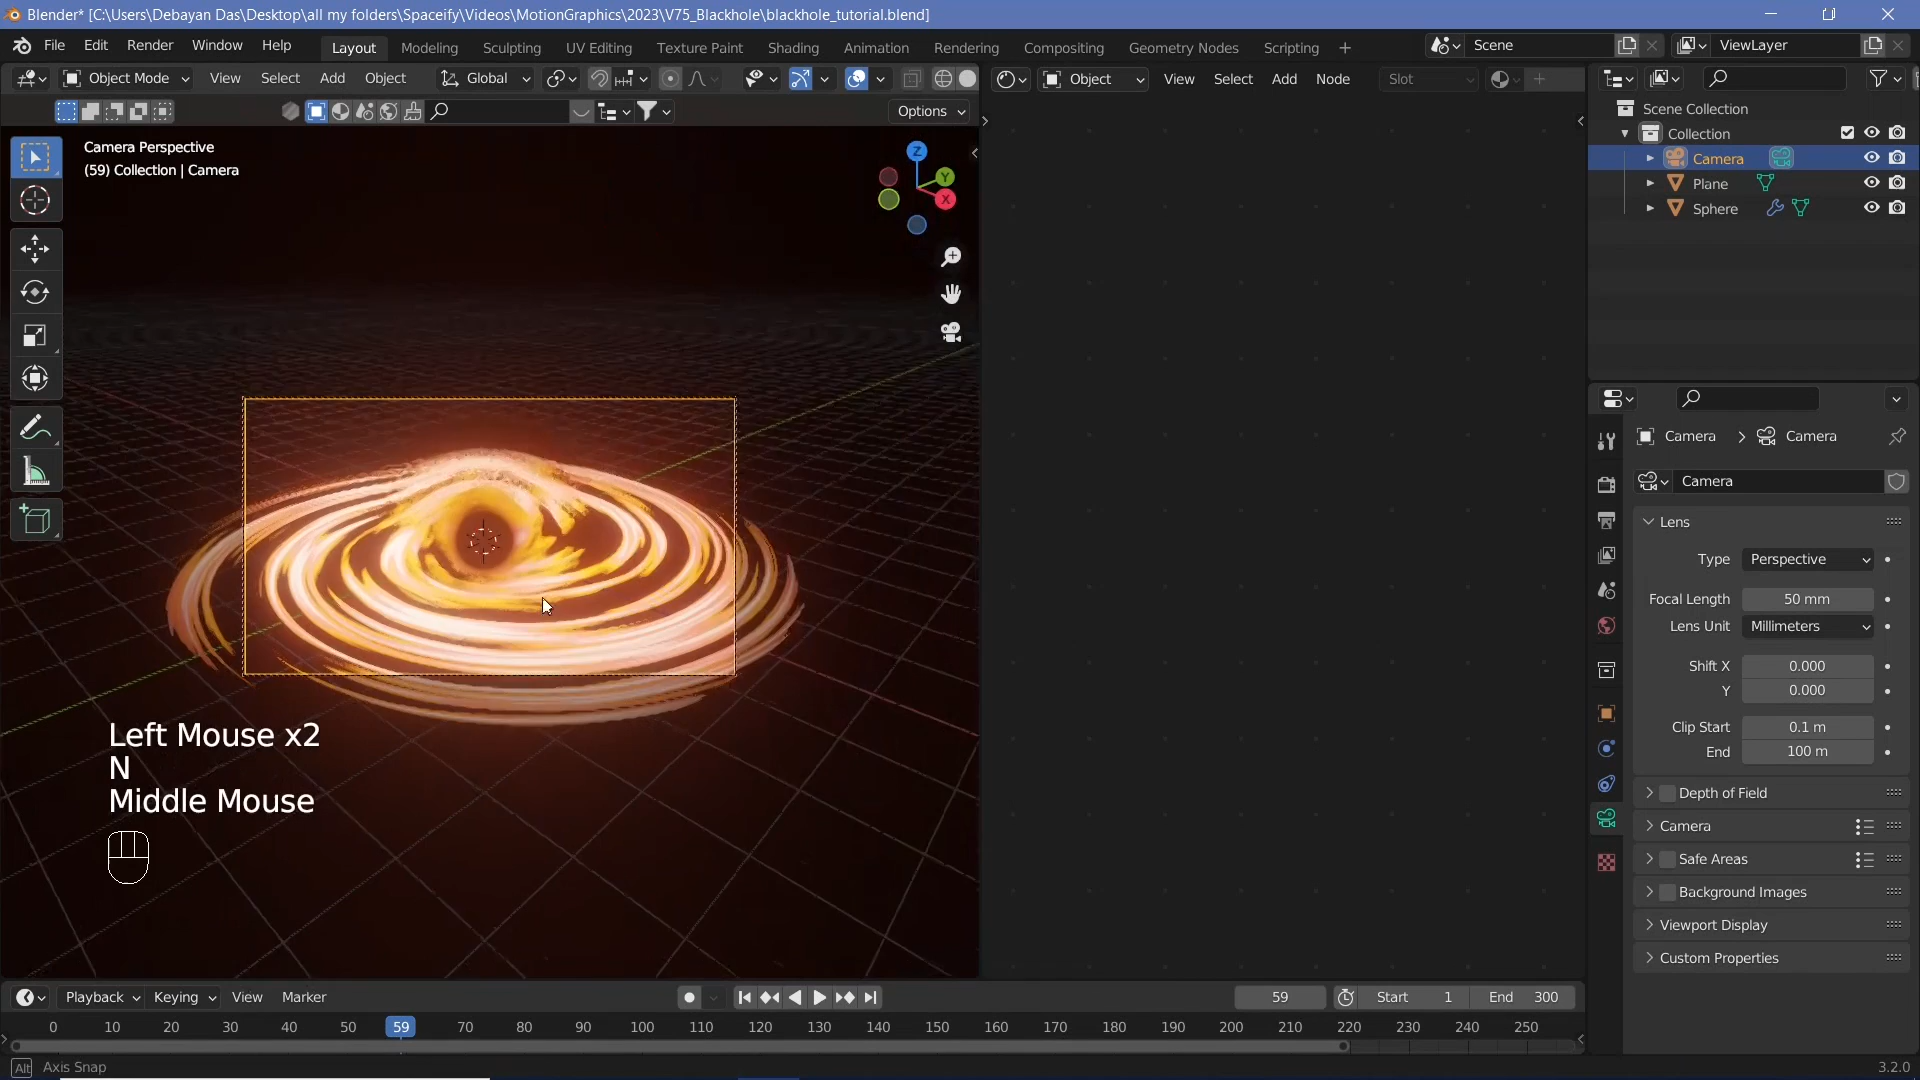 Blender* [C:\Users\Debayan Das\Desktop\all my folders\Spaceify\Videos\MotionGraphics\2023\V75_Blackhole\blackhole_tutorial.blend]
File Edit Render Window Help Layout Modeling Sculpting UV Editing Texture Paint Shading Animation Rendering Compositing Geometry Nodes Scripting + Scene ViewLayer
Object Mode View Select Add Object Global Object View Select Add Node Slot
Options
Scene Collection
Collection
Camera
Plane
Sphere
Camera Perspective
(59) Collection | Camera
Z
Y
X
Camera > Camera
Camera
Lens
Type Perspective
Focal Length 50 mm
Lens Unit Millimeters
Shift X 0.000
Y 0.000
Clip Start 0.1 m
End 100 m
Depth of Field
Camera
Safe Areas
Background Images
Viewport Display
Custom Properties
Left Mouse x2
N
Middle Mouse
Playback Keying View Marker 59 Start 1 End 300
0 10 20 30 40 50 59 70 80 90 100 110 120 130 140 150 160 170 180 190 200 210 220 230 240 250
Alt Axis Snap 3.2.0